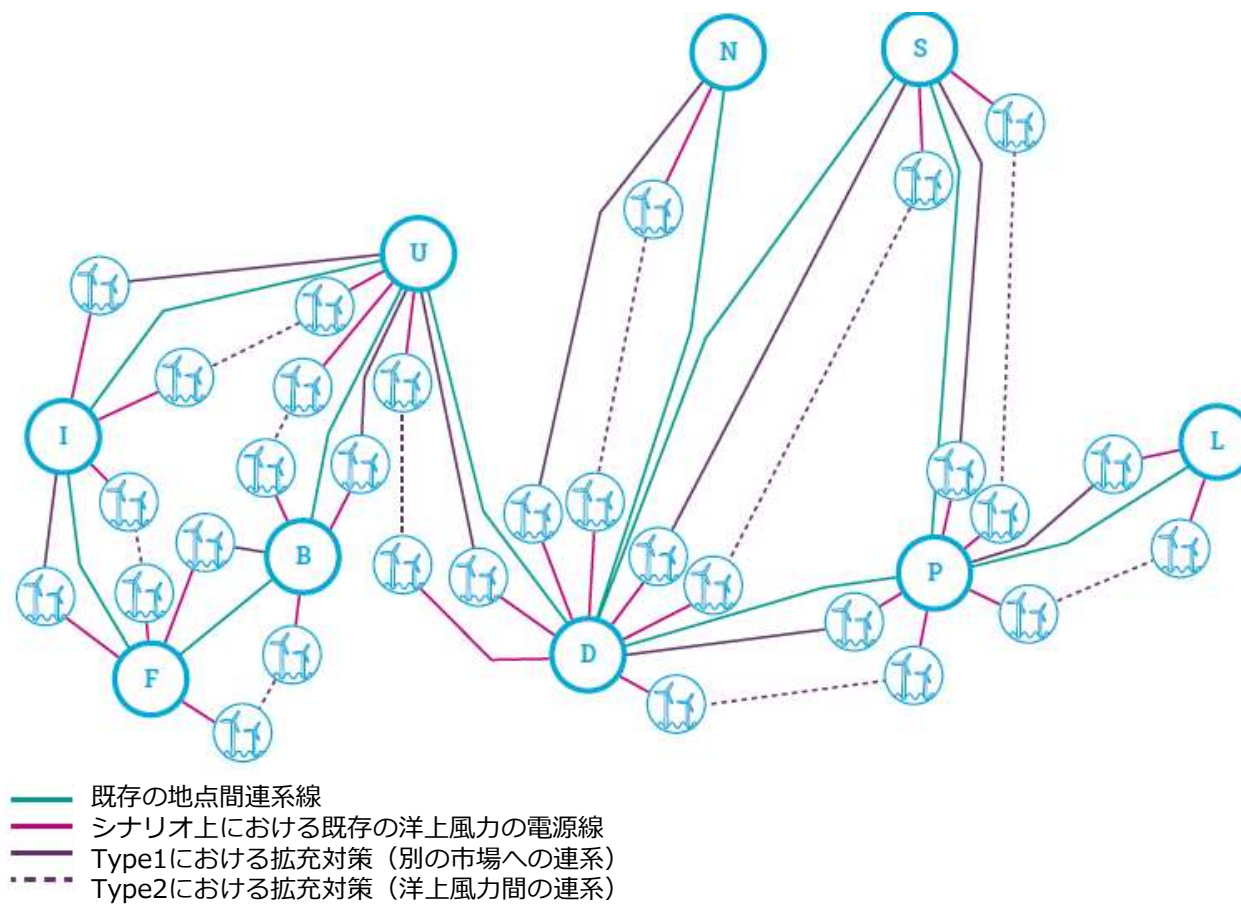 N
S
U
I
L
B
P
D
F
既存の地点間連系線
シナリオ上における既存の洋上風力の電源線
Type1における拡充対策（別の市場への連系）
Type2における拡充対策（洋上風力間の連系）